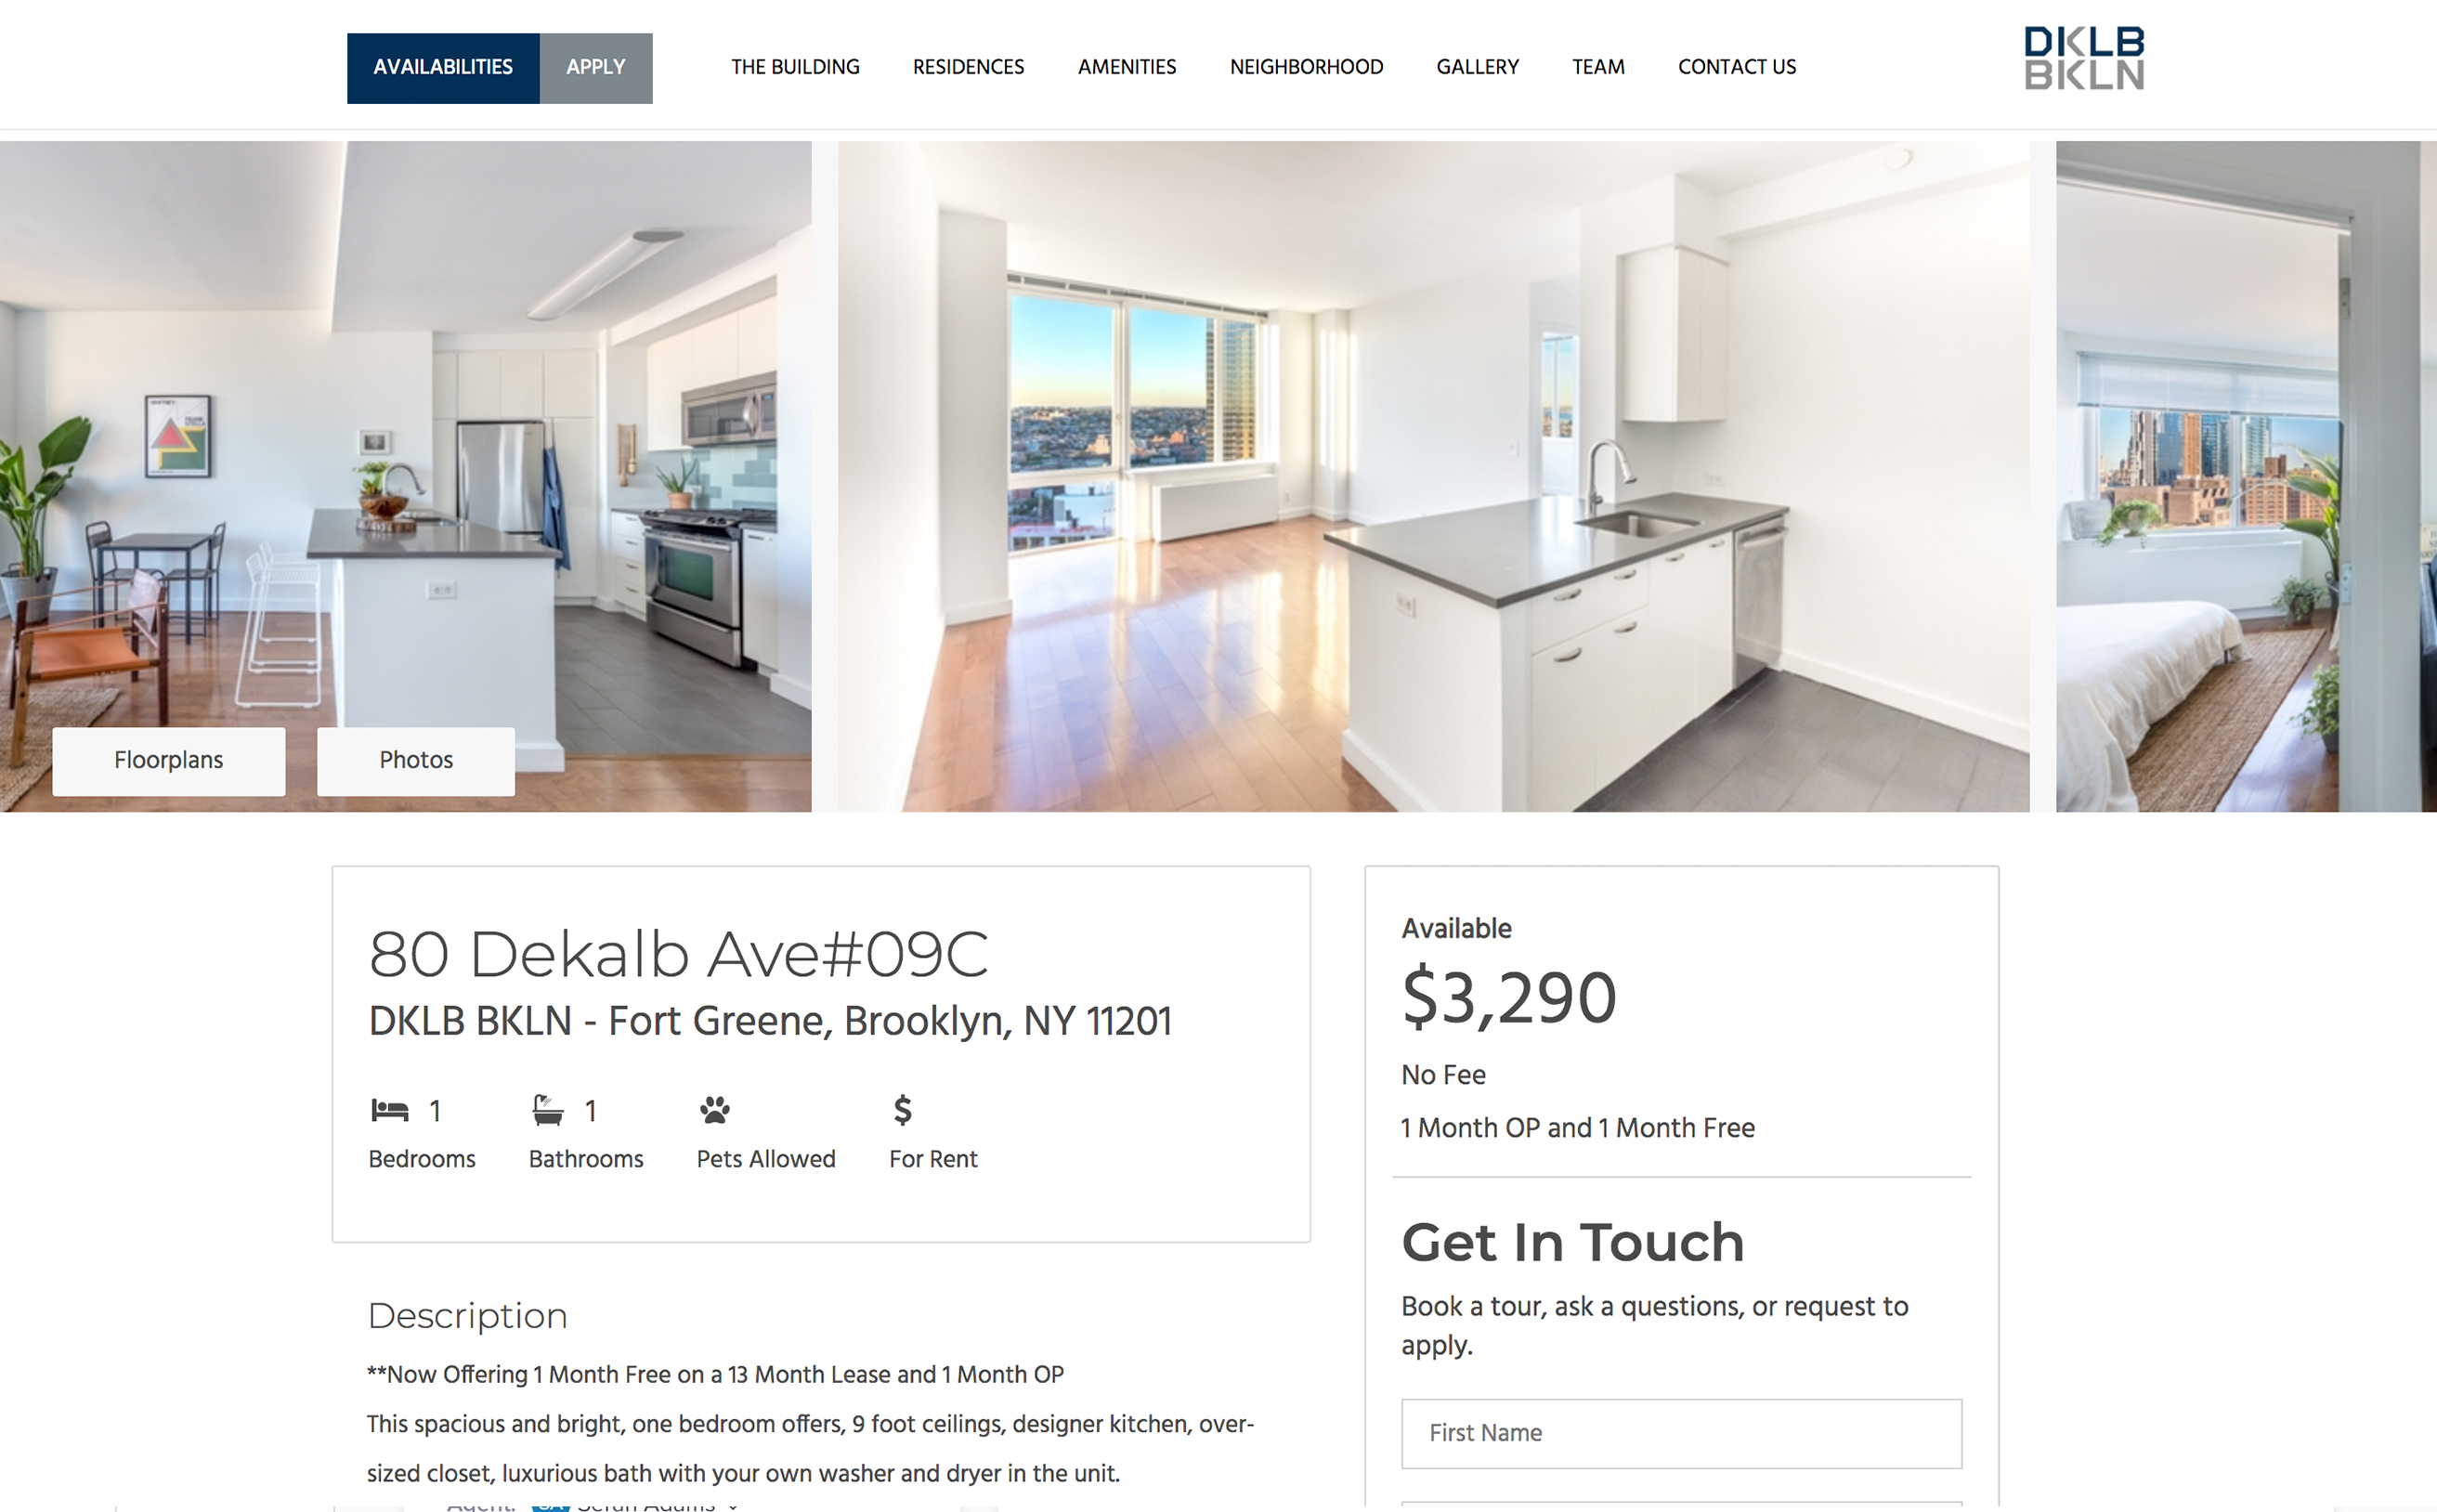 AVAILABILITIES
APPLY
THE BUILDING
RESIDENCES
AMENITIES
NEIGHBORHOOD
GALLERY
TEAM
CONTACT US
DKLB
BKLN
Floorplans
Photos
80 Dekalb Ave#09C
DKLB BKLN - Fort Greene, Brooklyn, NY 11201
1
Bedrooms
1
Bathrooms
Pets Allowed
$
For Rent
Description
**Now Offering 1 Month Free on a 13 Month Lease and 1 Month OP
This spacious and bright, one bedroom offers, 9 foot ceilings, designer kitchen, over-
sized closet, luxurious bath with your own washer and dryer in the unit.
Available
$3,290
No Fee
1 Month OP and 1 Month Free
Get In Touch
Book a tour, ask a questions, or request to
apply.
First Name